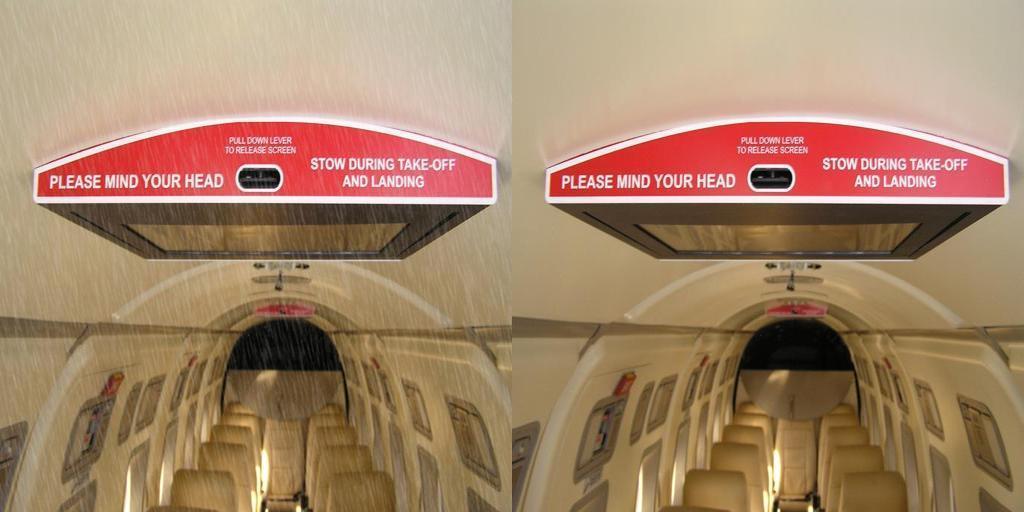 PULL DOWN LEVER
TO RELEASE SCREEN
PLEASE MIND YOUR HEAD
STOW DURING TAKE-OFF
AND LANDING
PULL DOWN LEVER
TO RELEASE SCREEN
PLEASE MIND YOUR HEAD
STOW DURING TAKE-OFF
AND LANDING